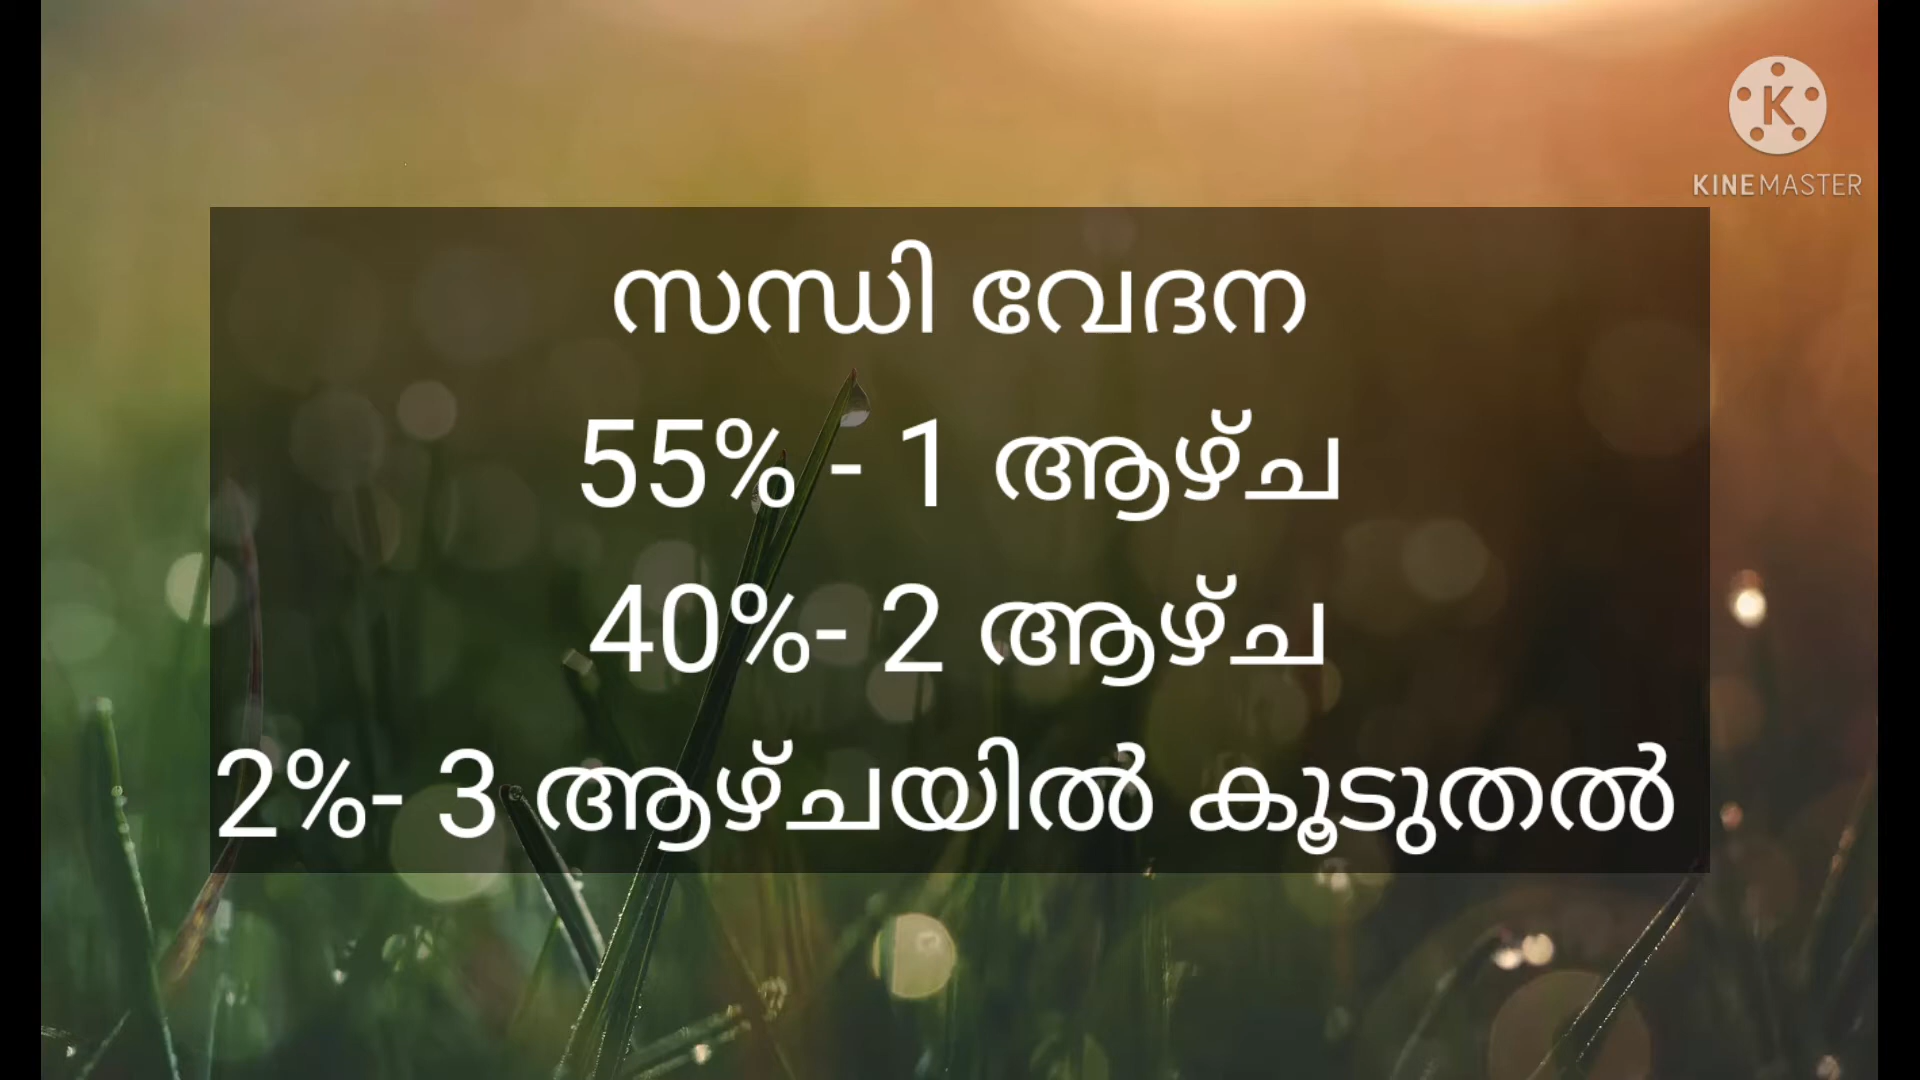 KINEMASTER
സന്ധി വേദന
55% - 1 ആഴ്ച
40%- 2 ആഴ്ച
2%- 3 ആഴ്ചയിൽ കൂടുതൽ